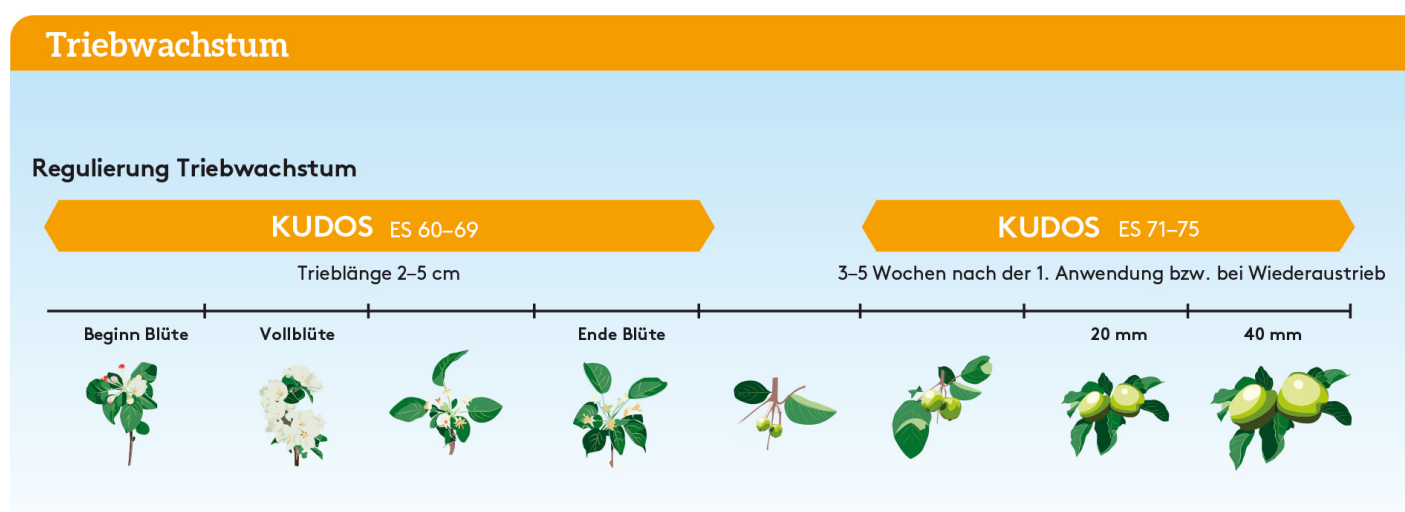 Triebwachstum
Regulierung Triebwachstum
KUDOS ES 60–69
KUDOS ES 71–75
Trieblänge 2–5 cm
3–5 Wochen nach der 1. Anwendung bzw. bei Wiederaustrieb
Beginn Blüte
Vollblüte
Ende Blüte
20 mm
40 mm